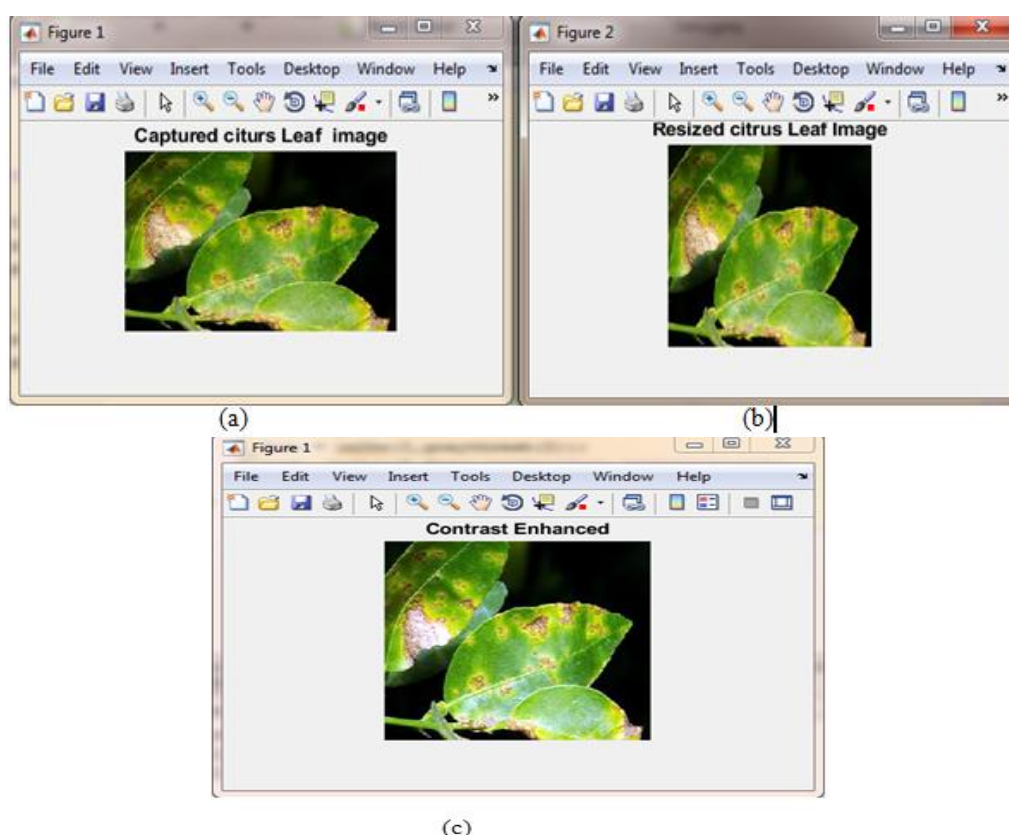 Figure 1
File Edit View Insert Tools Desktop Window Help
Captured citurs Leaf image
(a)
Figure 2
File Edit View Insert Tools Desktop Window Help
Resized citrus Leaf Image
(b)
Figure 1
File Edit View Insert Tools Desktop Window Help
Contrast Enhanced
(c)